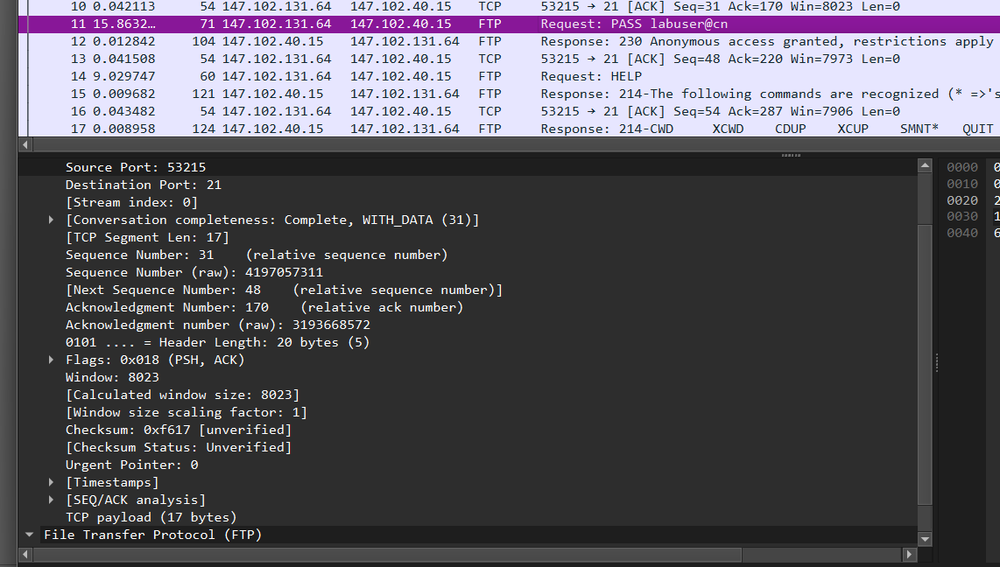 10 0.042113 54 147.102.131.64 147.102.40.15 TCP 53215 → 21 [ACK] Seq=31 Ack=170 Win=8023 Len=0
11 15.8632… 71 147.102.131.64 147.102.40.15 FTP Request: PASS labuser@cn
12 0.012842 104 147.102.40.15 147.102.131.64 FTP Response: 230 Anonymous access granted, restrictions apply
13 0.041508 54 147.102.131.64 147.102.40.15 TCP 53215 → 21 [ACK] Seq=48 Ack=220 Win=7973 Len=0
14 9.029747 60 147.102.131.64 147.102.40.15 FTP Request: HELP
15 0.009682 121 147.102.40.15 147.102.131.64 FTP Response: 214-The following commands are recognized (* =>'s
16 0.043482 54 147.102.131.64 147.102.40.15 TCP 53215 → 21 [ACK] Seq=54 Ack=287 Win=7906 Len=0
17 0.008958 124 147.102.40.15 147.102.131.64 FTP Response: 214-CWD XCWD CDUP XCUP SMNT* QUIT
Source Port: 53215
Destination Port: 21
[Stream index: 0]
[Conversation completeness: Complete, WITH_DATA (31)]
[TCP Segment Len: 17]
Sequence Number: 31 (relative sequence number)
Sequence Number (raw): 4197057311
[Next Sequence Number: 48 (relative sequence number)]
Acknowledgment Number: 170 (relative ack number)
Acknowledgment number (raw): 3193668572
0101 .... = Header Length: 20 bytes (5)
Flags: 0x018 (PSH, ACK)
Window: 8023
[Calculated window size: 8023]
[Window size scaling factor: 1]
Checksum: 0xf617 [unverified]
[Checksum Status: Unverified]
Urgent Pointer: 0
[Timestamps]
[SEQ/ACK analysis]
TCP payload (17 bytes)
File Transfer Protocol (FTP)
0000
0010
0020 2
0030 1
0040 6